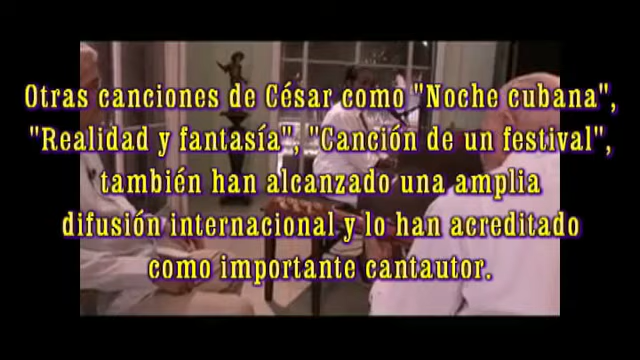 Otras canciones de César como "Noche cubana",
"Realidad y fantasía", "Canción de un festival",
también han alcanzado una amplia
difusión internacional y lo han acreditado
como importante cantautor.